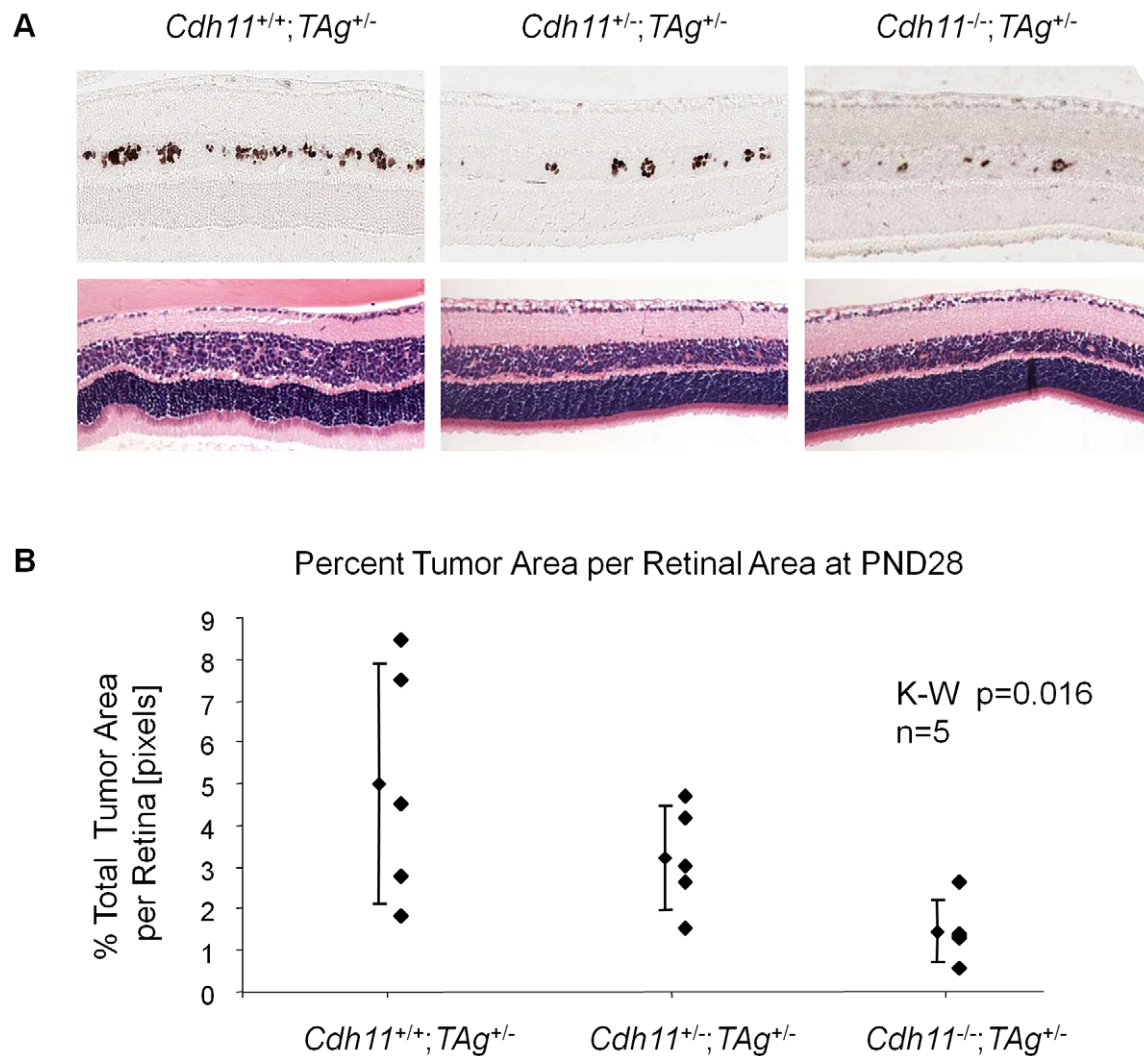 A
Cdh11+/+;TAg+/- Cdh11+/-;TAg+/- Cdh11-/-;TAg+/-
B
Percent Tumor Area per Retinal Area at PND28
% Total Tumor Area
per Retina [pixels]
9
8
7
6
5
4
3
2
1
0
K-W p=0.016
n=5
Cdh11+/+;TAg+/- Cdh11+/-;TAg+/- Cdh11-/-;TAg+/-